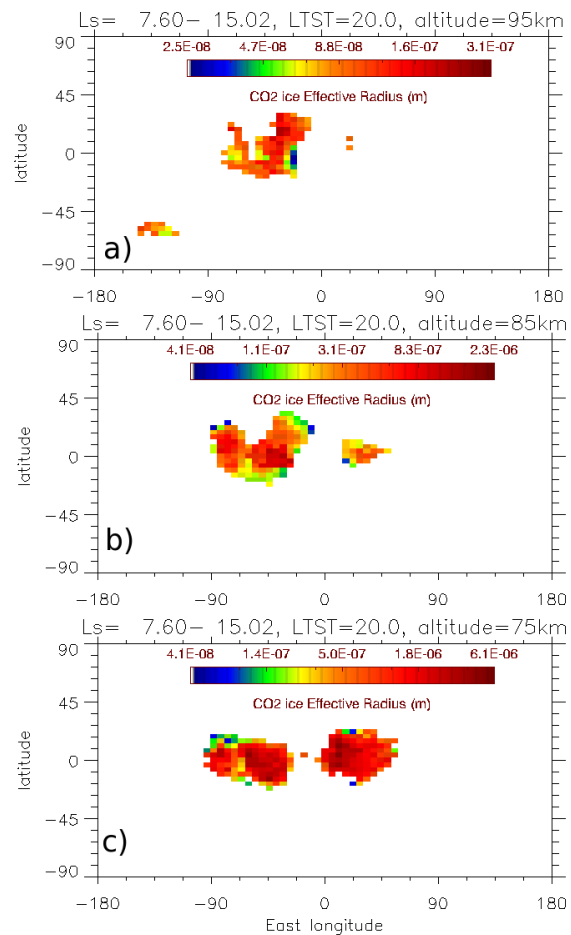 Ls= 7.60– 15.02, LTST=20.0, altitude=95km
90
2.5E-08 4.7E-08 8.8E-08 1.6E-07 3.1E-07
CO2 ice Effective Radius (m)
45
latitude
0
-45
a)
-90
-180 -90 0 90 180
Ls= 7.60– 15.02, LTST=20.0, altitude=85km
90
4.1E-08 1.1E-07 3.1E-07 8.3E-07 2.3E-06
CO2 ice Effective Radius (m)
45
latitude
0
-45
b)
-90
-180 -90 0 90 180
Ls= 7.60– 15.02, LTST=20.0, altitude=75km
90
4.1E-08 1.4E-07 5.0E-07 1.8E-06 6.1E-06
CO2 ice Effective Radius (m)
45
latitude
0
-45
c)
-90
-180 -90 0 90 180
East longitude